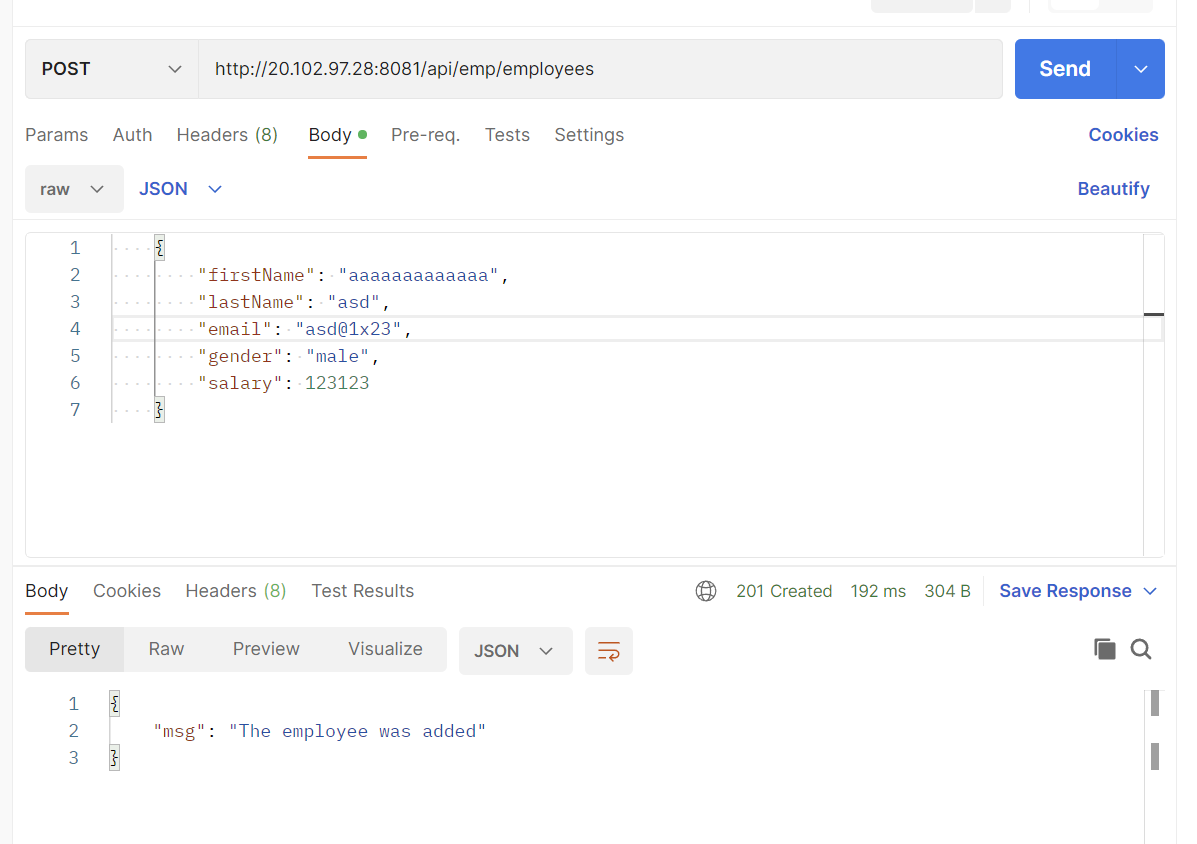 POST http://20.102.97.28:8081/api/emp/employees Send
Params Auth Headers (8) Body Pre-req. Tests Settings Cookies
raw JSON Beautify
1 {
2 "firstName": "aaaaaaaaaaaaa",
3 "lastName": "asd",
4 "email": "asd@1x23",
5 "gender": "male",
6 "salary": 123123
7 }
Body Cookies Headers (8) Test Results 201 Created 192 ms 304 B Save Response
Pretty Raw Preview Visualize JSON
1 {
2 "msg": "The employee was added"
3 }